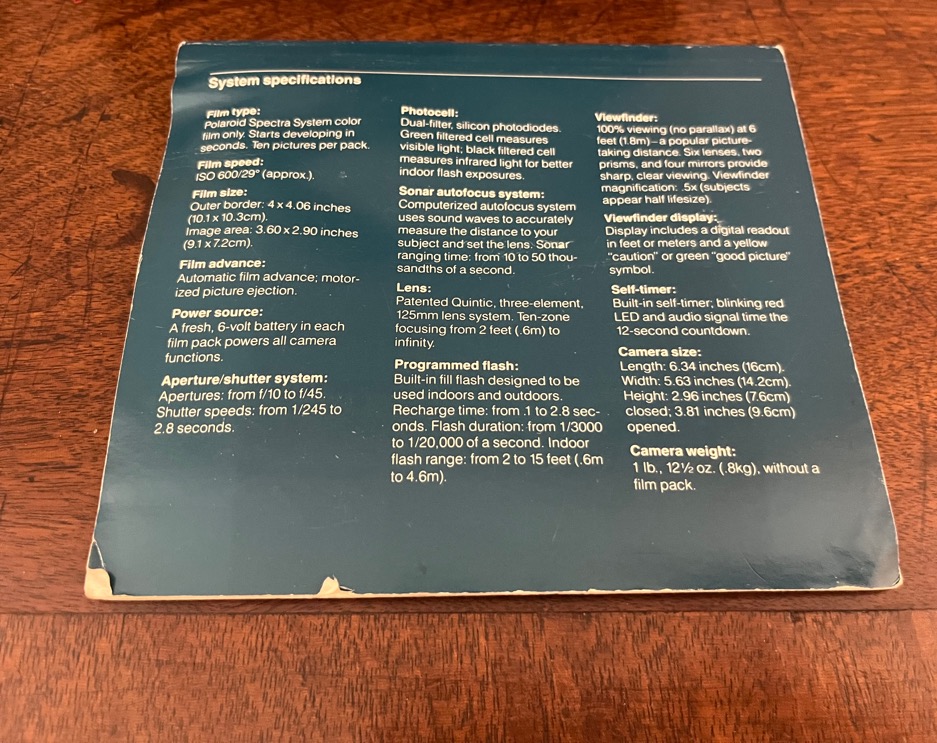 System specifications
Film type:
Polaroid Spectra System color
film only. Starts developing in
seconds. Ten pictures per pack.
Film speed:
ISO 600/29° (approx.).
Film size:
Outer border: 4 x 4.06 inches
(10.1 x 10.3cm).
Image area: 3.60 x 2.90 inches
(9.1 x 7.2cm).
Film advance:
Automatic film advance; motor-
ized picture ejection.
Power source:
A fresh, 6-volt battery in each
film pack powers all camera
functions.
Aperture/shutter system:
Apertures: from f/10 to f/45.
Shutter speeds: from 1/245 to
2.8 seconds.
Photocell:
Dual-filter, silicon photodiodes.
Green filtered cell measures
visible light; black filtered cell
measures infrared light for better
indoor flash exposures.
Sonar autofocus system:
Computerized autofocus system
uses sound waves to accurately
measure the distance to your
subject and set the lens. Sonar
ranging time: from 10 to 50 thou-
sandths of a second.
Lens:
Patented Quintic, three-element,
125mm lens system. Ten-zone
focusing from 2 feet (.6m) to
infinity.
Programmed flash:
Built-in fill flash designed to be
used indoors and outdoors.
Recharge time: from .1 to 2.8 sec-
onds. Flash duration: from 1/3000
to 1/20,000 of a second. Indoor
flash range: from 2 to 15 feet (.6m
to 4.6m).
Viewfinder:
100% viewing (no parallax) at 6
feet (1.8m)—a popular picture-
taking distance. Six lenses, two
prisms, and four mirrors provide
sharp, clear viewing. Viewfinder
magnification: .5x (subjects
appear half lifesize).
Viewfinder display:
Display includes a digital readout
in feet or meters and a yellow
"caution" or green "good picture"
symbol.
Self-timer:
Built-in self-timer; blinking red
LED and audio signal time the
12-second countdown.
Camera size:
Length: 6.34 inches (16cm).
Width: 5.63 inches (14.2cm).
Height: 2.96 inches (7.6cm)
closed; 3.81 inches (9.6cm)
opened.
Camera weight:
1 lb., 12½ oz. (.8kg), without a
film pack.